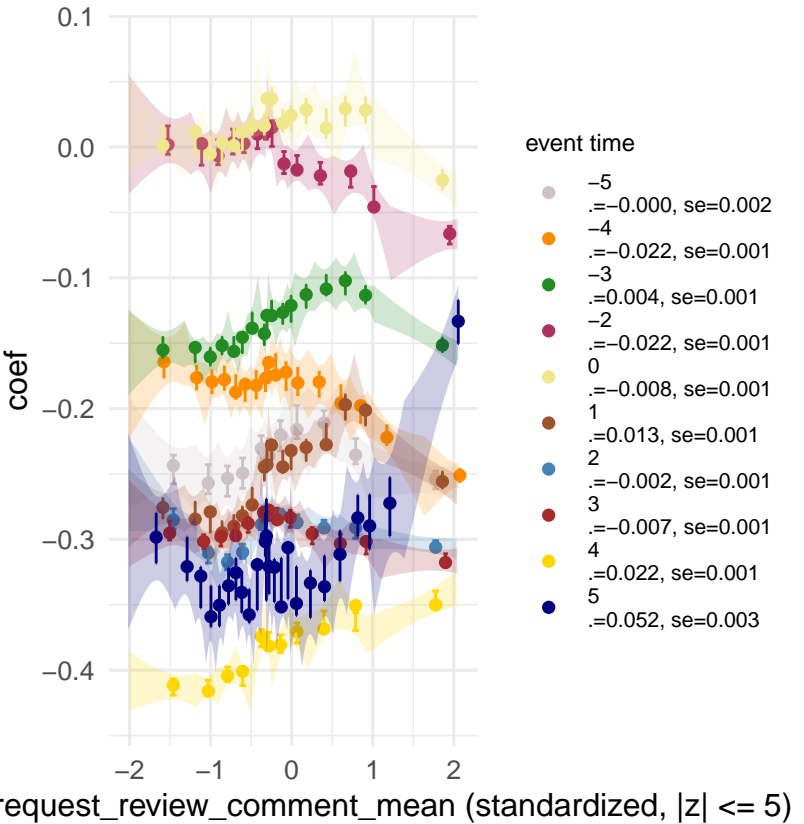 0.1
0.0
−0.1
−0.2
−0.3
−0.4
coef
−2
−1
0
1
2
request_review_comment_mean (standardized, |z| <= 5)
event time
−5
.=−0.000, se=0.002
−4
.=−0.022, se=0.001
−3
.=0.004, se=0.001
−2
.=−0.022, se=0.001
0
.=−0.008, se=0.001
1
.=0.013, se=0.001
2
.=−0.002, se=0.001
3
.=−0.007, se=0.001
4
.=0.022, se=0.001
5
.=0.052, se=0.003